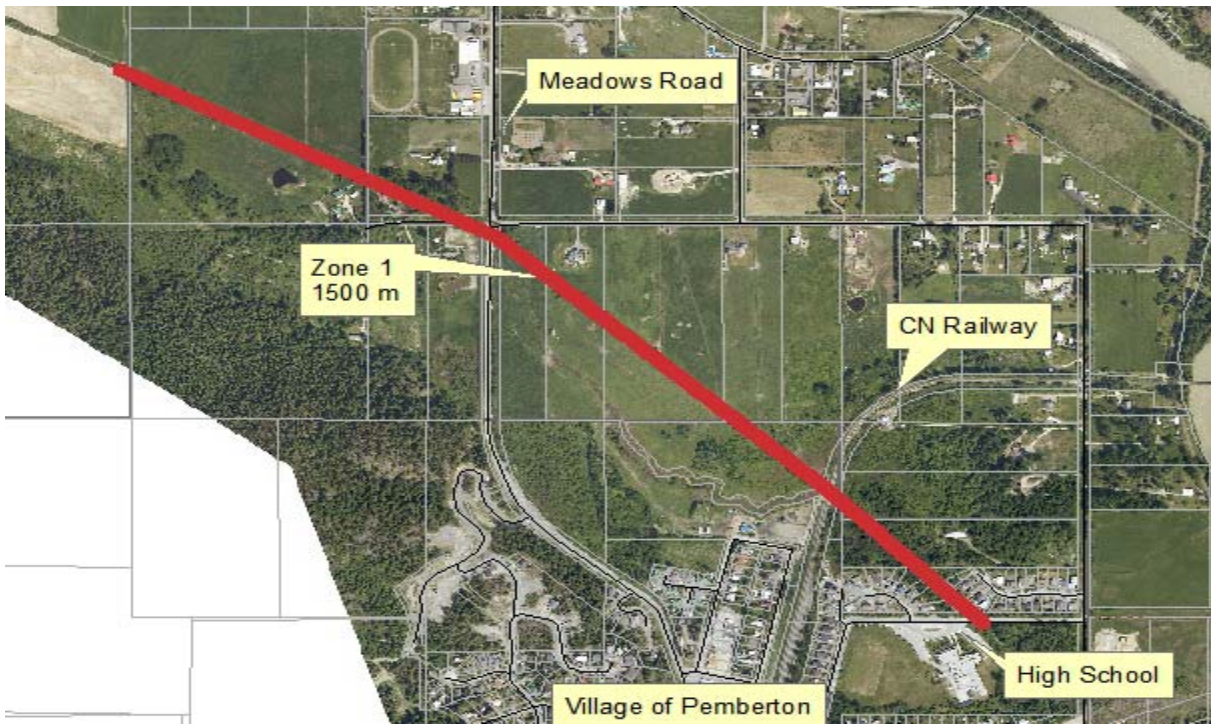 Meadows Road
Zone 1
1500 m
CN Railway
High School
Village of Pemberton